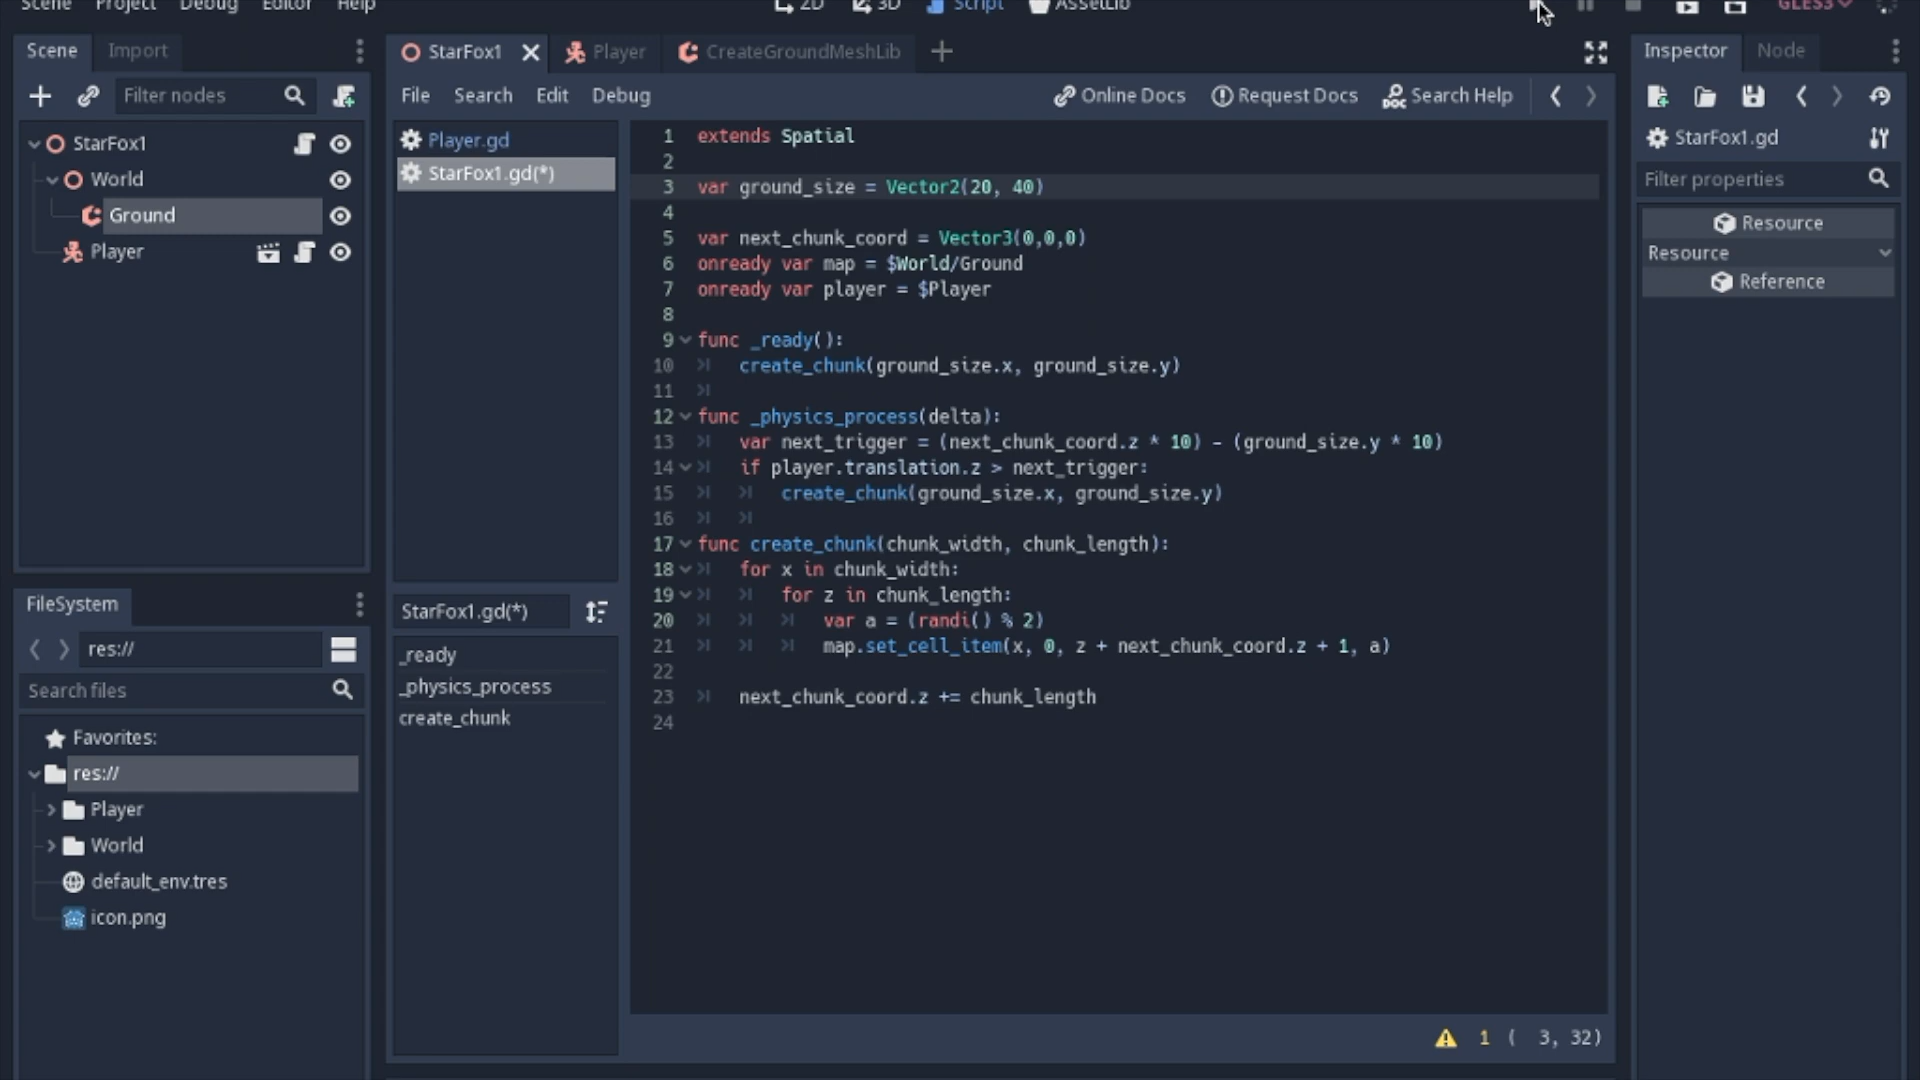 Scene Project Debug Editor Help 2D 3D Script AssetLib GLES3
Scene Import
StarFox1 Player CreateGroundMeshLib
Inspector Node
Filter nodes
File Search Edit Debug Online Docs Request Docs Search Help
StarFox1
World
Ground
Player
Player.gd
StarFox1.gd(*)
1 extends Spatial
2
3 var ground_size = Vector2(20, 40)
4
5 var next_chunk_coord = Vector3(0,0,0)
6 onready var map = $World/Ground
7 onready var player = $Player
8
9 func _ready():
10 create_chunk(ground_size.x, ground_size.y)
11
12 func _physics_process(delta):
13 var next_trigger = (next_chunk_coord.z * 10) - (ground_size.y * 10)
14 if player.translation.z > next_trigger:
15 create_chunk(ground_size.x, ground_size.y)
16
17 func create_chunk(chunk_width, chunk_length):
18 for x in chunk_width:
19 for z in chunk_length:
20 var a = (randi() % 2)
21 map.set_cell_item(x, 0, z + next_chunk_coord.z + 1, a)
22
23 next_chunk_coord.z += chunk_length
24
StarFox1.gd
Filter properties
Resource
Resource
Reference
FileSystem
res://
Search files
Favorites:
res://
Player
World
default_env.tres
icon.png
StarFox1.gd(*)
_ready
_physics_process
create_chunk
1 ( 3, 32)